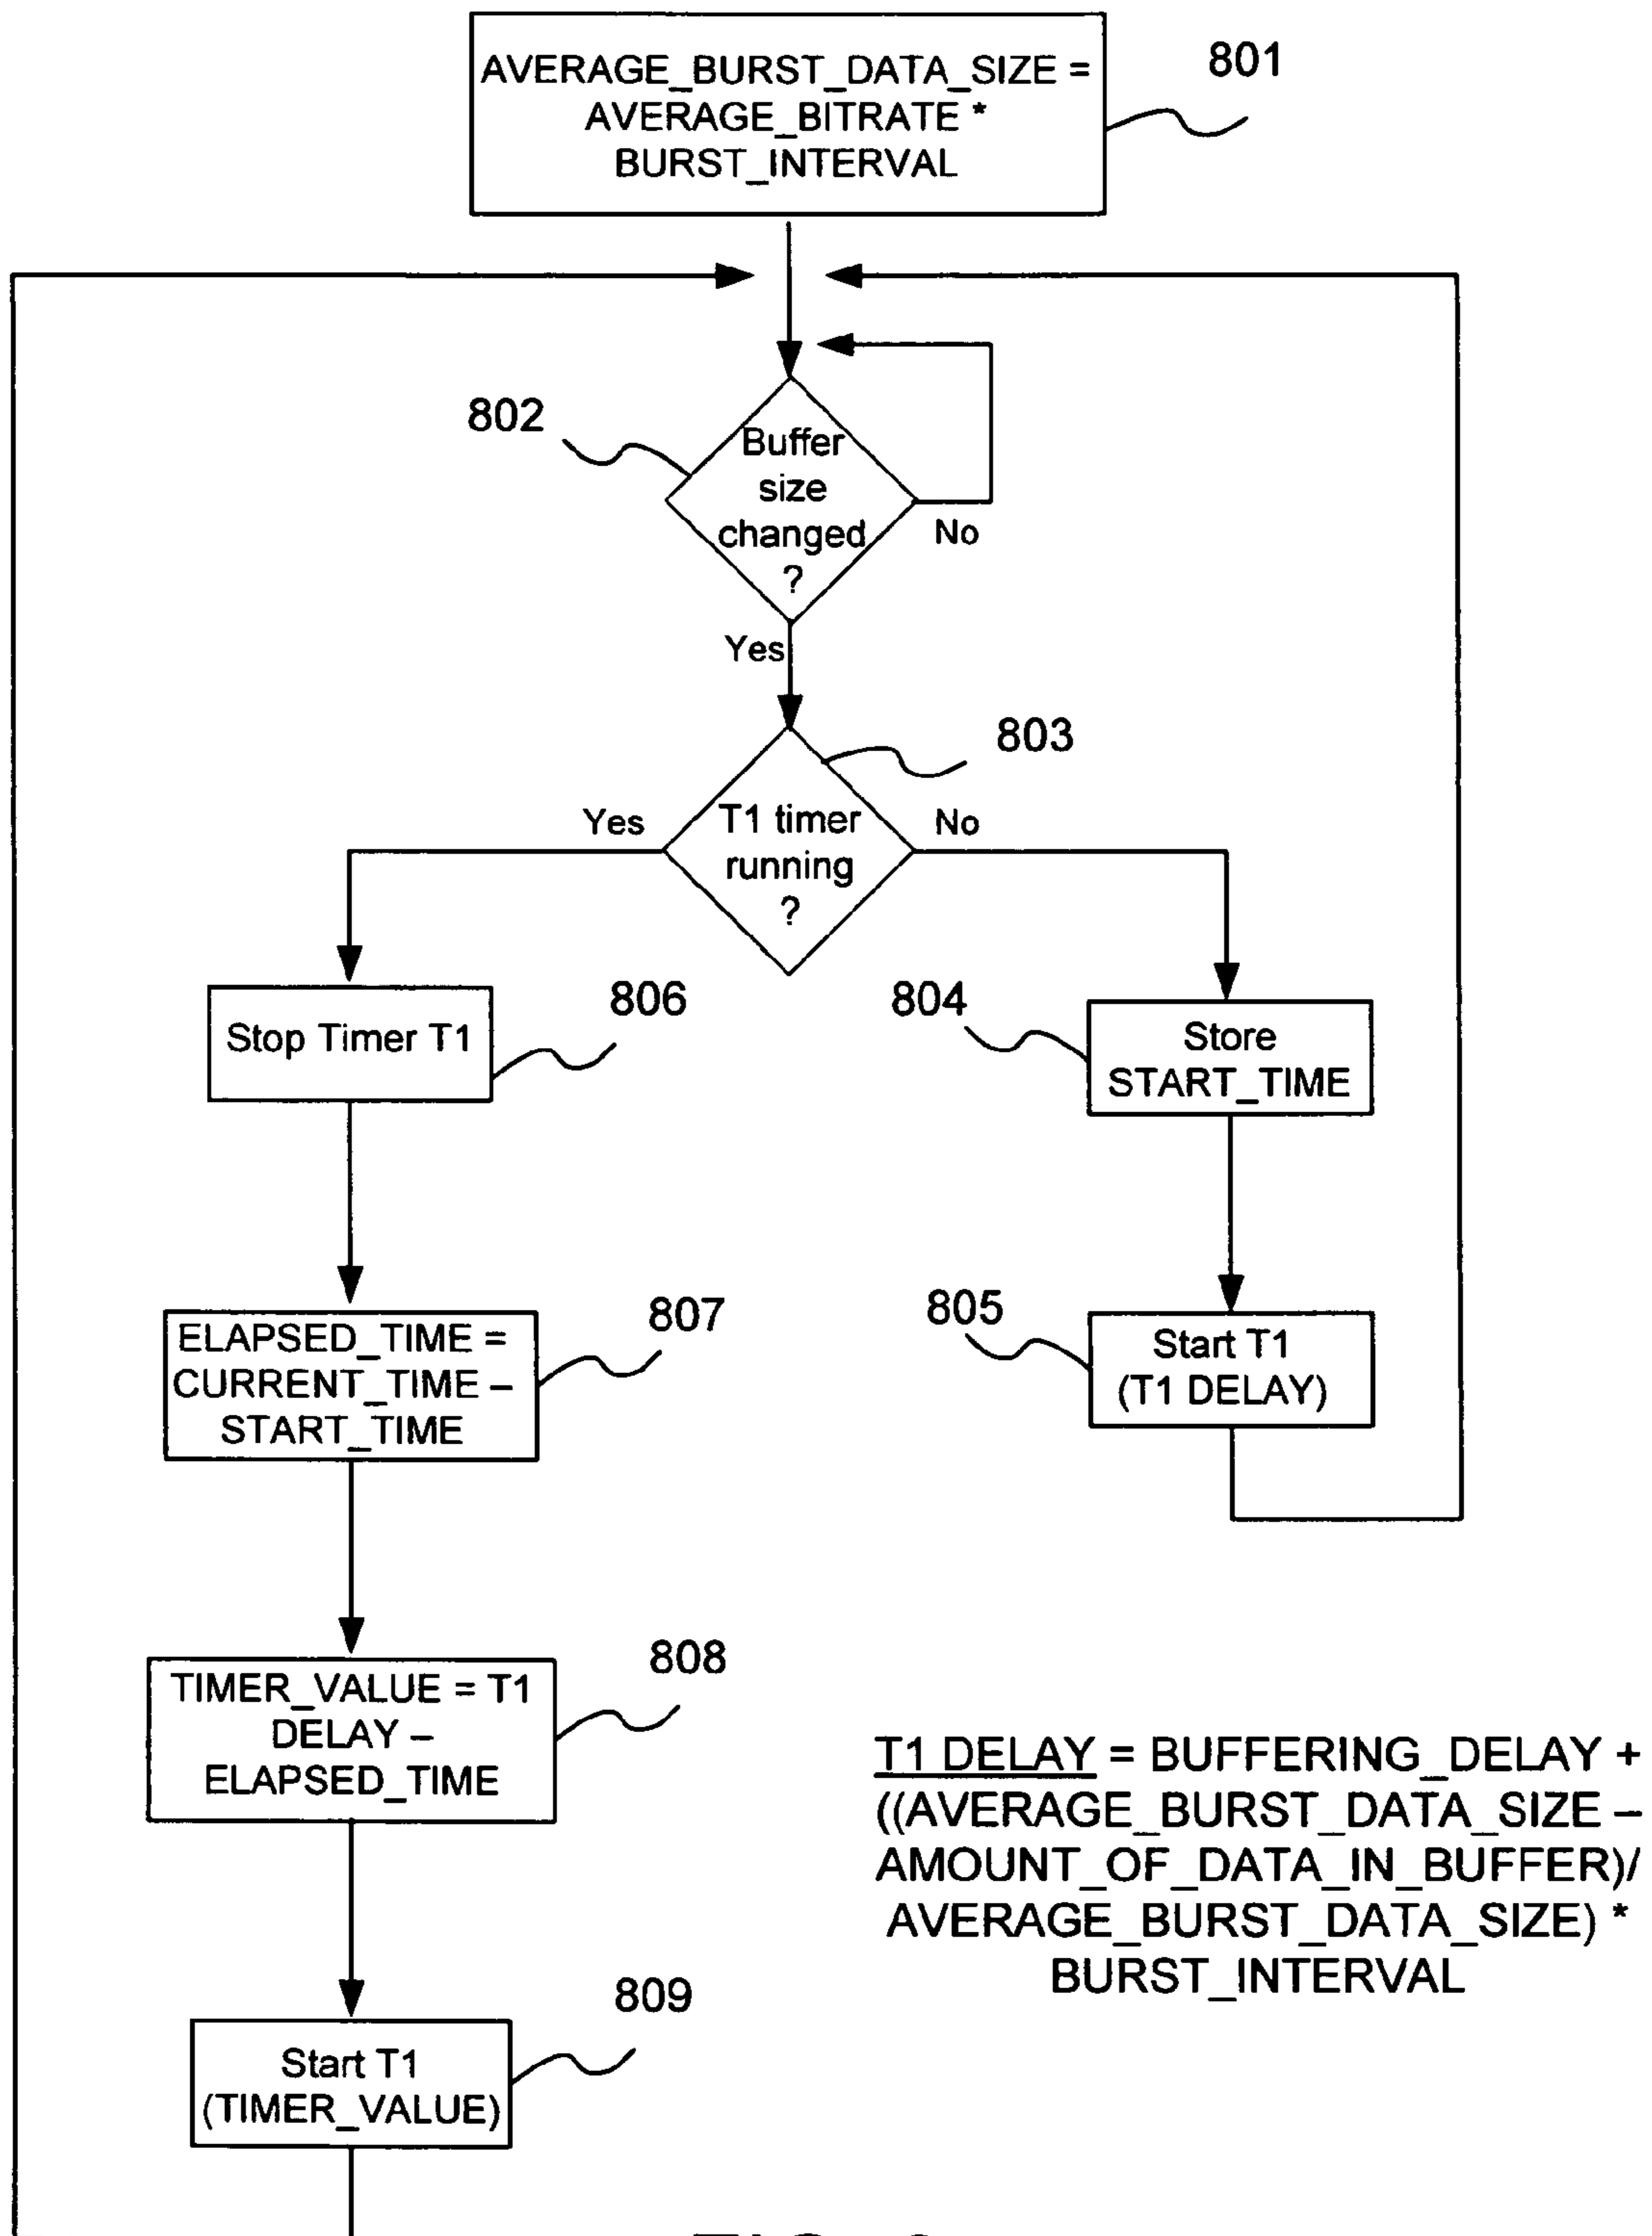 AVERAGE_BURST_DATA_SIZE =
AVERAGE_BITRATE *
BURST_INTERVAL
801
802
Buffer
size
changed
?
No
Yes
803
T1 timer
running
?
Yes
No
806
Stop Timer T1
804
Store
START_TIME
807
ELAPSED_TIME =
CURRENT_TIME –
START_TIME
805
Start T1
(T1 DELAY)
808
TIMER_VALUE = T1
DELAY –
ELAPSED_TIME
T1 DELAY = BUFFERING_DELAY +
((AVERAGE_BURST_DATA_SIZE –
AMOUNT_OF_DATA_IN_BUFFER)/
AVERAGE_BURST_DATA_SIZE) *
BURST_INTERVAL
809
Start T1
(TIMER_VALUE)